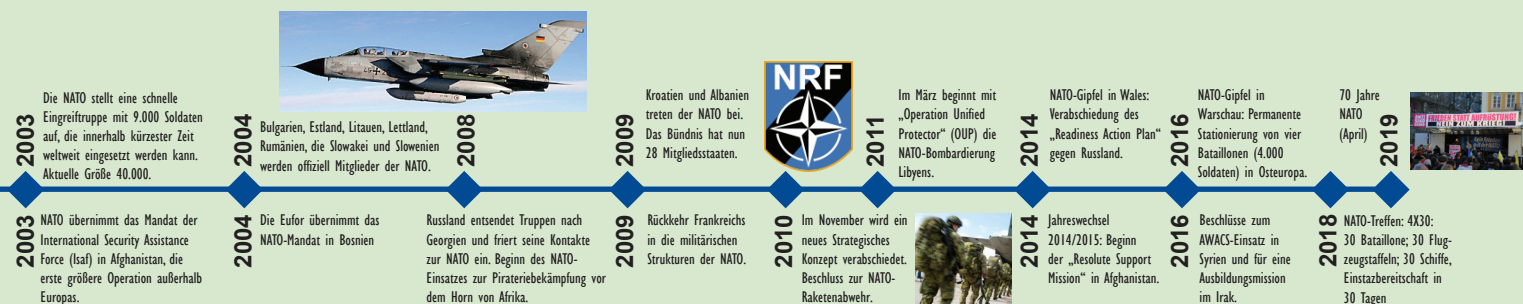 2003
Die NATO stellt eine schnelle
Eingreiftruppe mit 9.000 Soldaten
auf, die innerhalb kürzester Zeit
weltweit eingesetzt werden kann.
Aktuelle Größe 40.000.
2003
NATO übernimmt das Mandat der
International Security Assistance
Force (Isaf) in Afghanistan, die
erste größere Operation außerhalb
Europas.
2004
Bulgarien, Estland, Litauen, Lettland,
Rumänien, die Slowakei und Slowenien
werden offiziell Mitglieder der NATO.
2004
Die Eufor übernimmt das
NATO-Mandat in Bosnien
2008
Russland entsendet Truppen nach
Georgien und friert seine Kontakte
zur NATO ein. Beginn des NATO-
Einsatzes zur Pirateriebekämpfung vor
dem Horn von Afrika.
2009
Kroatien und Albanien
treten der NATO bei.
Das Bündnis hat nun
28 Mitgliedsstaaten.
2009
Rückkehr Frankreichs
in die militärischen
Strukturen der NATO.
NRF
2010
Im November wird ein
neues Strategisches
Konzept verabschiedet.
Beschluss zur NATO-
Raketenabwehr.
2011
Im März beginnt mit
„Operation Unified
Protector“ (OUP) die
NATO-Bombardierung
Libyens.
2014
NATO-Gipfel in Wales:
Verabschiedung des
„Readiness Action Plan“
gegen Russland.
2014
Jahreswechsel
2014/2015: Beginn
der „Resolute Support
Mission“ in Afghanistan.
2016
NATO-Gipfel in
Warschau: Permanente
Stationierung von vier
Bataillonen (4.000
Soldaten) in Osteuropa.
2016
Beschlüsse zum
AWACS-Einsatz in
Syrien und für eine
Ausbildungsmission
im Irak.
2018
NATO-Treffen: 4X30:
30 Bataillone; 30 Flug-
zeugstaffeln; 30 Schiffe,
Einstazbereitschaft in
30 Tagen
2019
70 Jahre
NATO
(April)
FRIEDEN STATT AUFRÜSTUNG!
NEIN ZUM KRIEG!